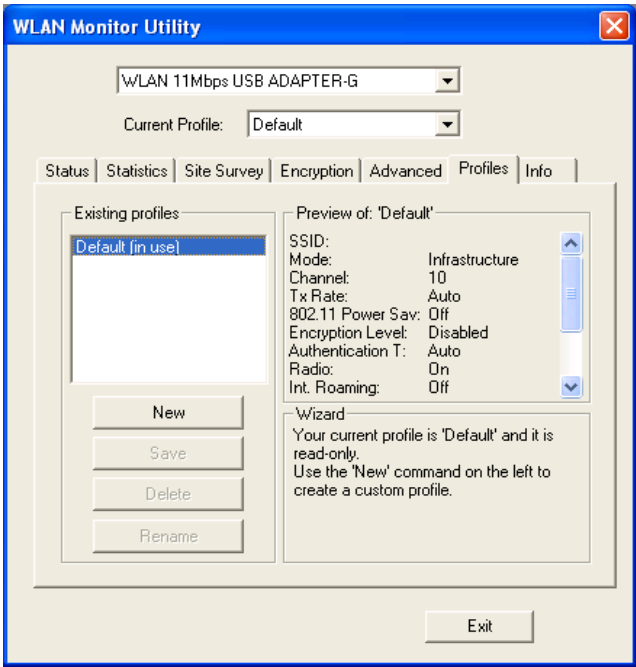 WLAN Monitor Utility
WLAN 11Mbps USB ADAPTER-G
Current Profile: Default
Status Statistics Site Survey Encryption Advanced Profiles Info
Existing profiles
Default (in use)
New
Save
Delete
Rename
Preview of: 'Default'
SSID:
Mode: Infrastructure
Channel: 10
Tx Rate: Auto
802.11 Power Sav: Off
Encryption Level: Disabled
Authentication T: Auto
Radio: On
Int. Roaming: Off
Wizard
Your current profile is 'Default' and it is
read-only.
Use the 'New' command on the left to
create a custom profile.
Exit